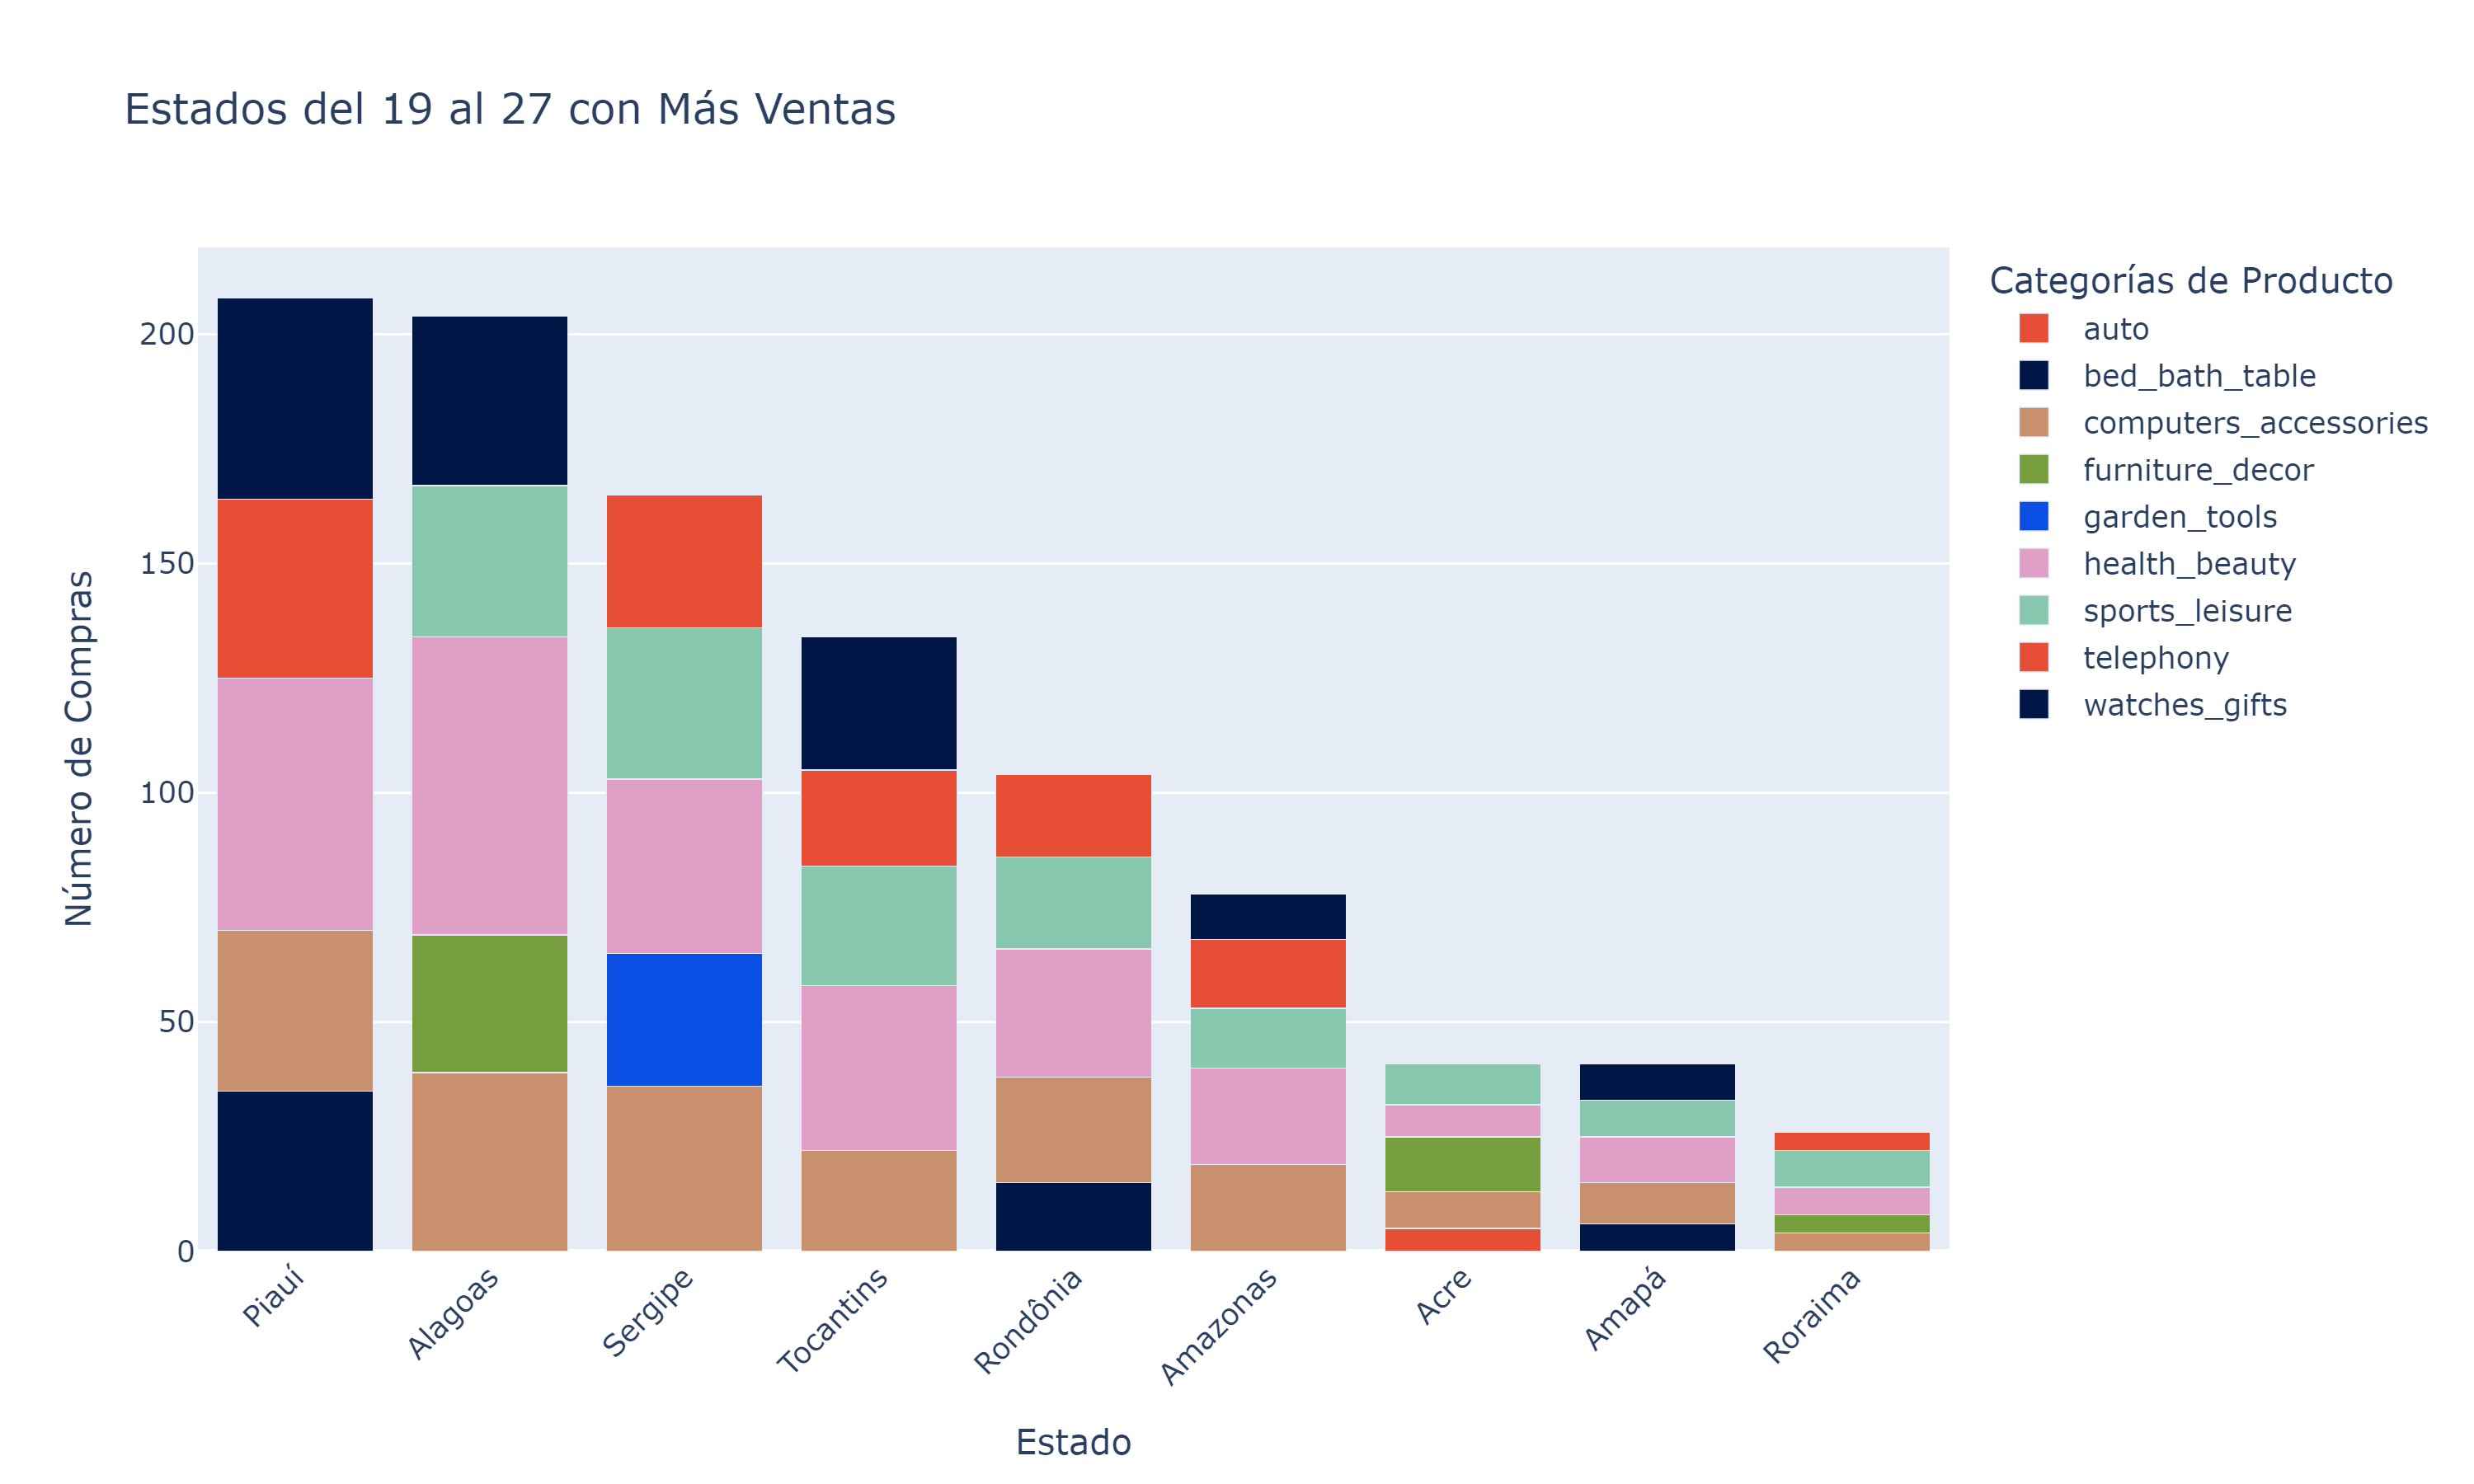 Estados del 19 al 27 con Más Ventas
Número de Compras
200
150
100
50
0
Piauí
Alagoas
Sergipe
Tocantins
Rondônia
Amazonas
Acre
Amapá
Roraima
Estado
Categorías de Producto
auto
bed_bath_table
computers_accessories
furniture_decor
garden_tools
health_beauty
sports_leisure
telephony
watches_gifts